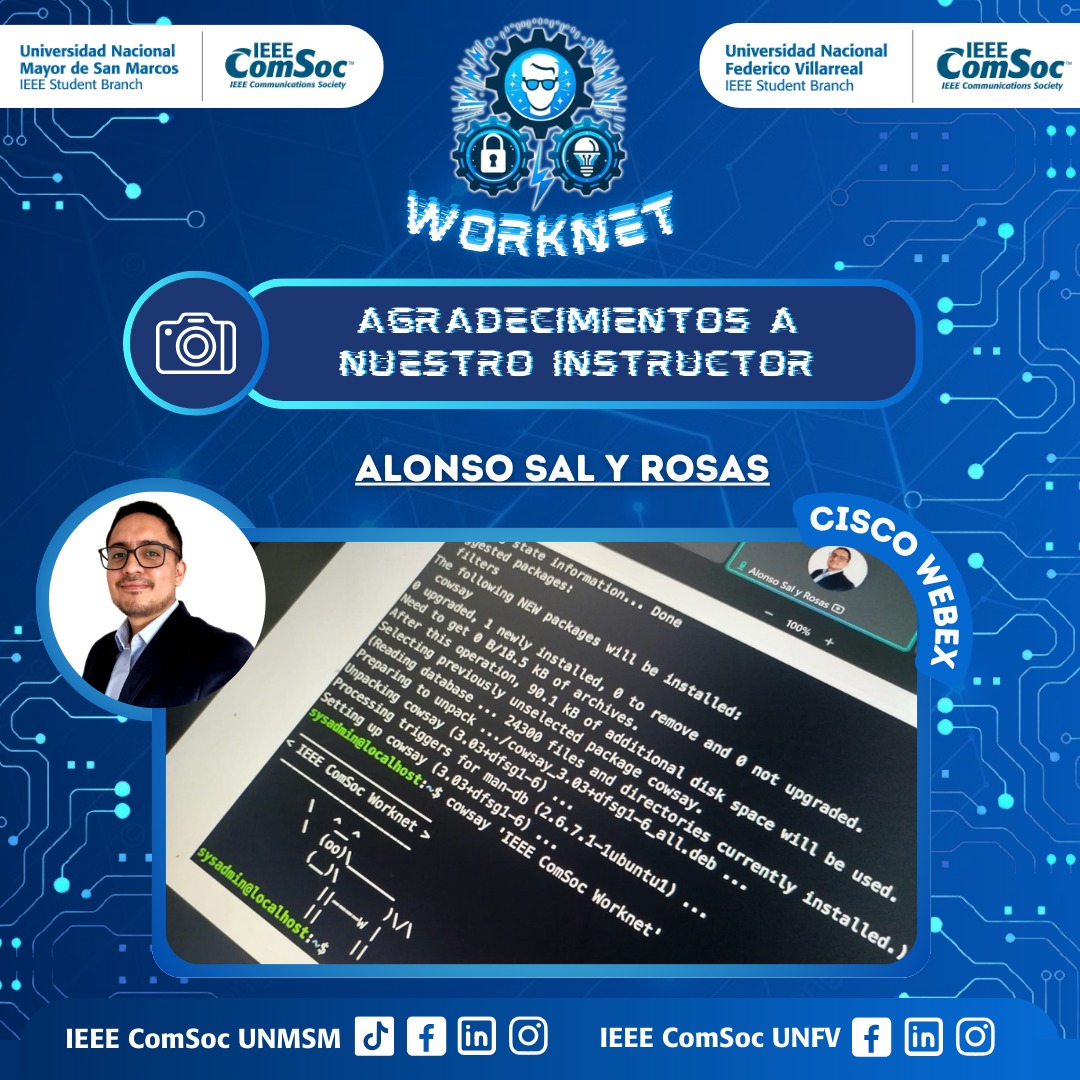 Universidad Nacional
Mayor de San Marcos
IEEE Student Branch
IEEE
ComSoc™
IEEE Communications Society
Universidad Nacional
Federico Villarreal
IEEE Student Branch
IEEE
ComSoc™
IEEE Communications Society
WORKNET
AGRADECIMIENTOS A
NUESTRO INSTRUCTOR
ALONSO SAL Y ROSAS
CISCO WEBEX
Alonso Sal y Rosas
− 100% +
state information... Done
packages:
filters
The following NEW packages will be installed:
cowsay
0 upgraded, 1 newly installed, 0 to remove and 0 not upgraded.
Need to get 0 B/18.5 kB of archives.
After this operation, 90.1 kB of additional disk space will be used.
Selecting previously unselected package cowsay.
(Reading database ... 24300 files and directories currently installed.)
Preparing to unpack .../cowsay_3.03+dfsg1-6_all.deb ...
Unpacking cowsay (3.03+dfsg1-6) ...
Processing triggers for man-db (2.6.7.1-1ubuntu1) ...
Setting up cowsay (3.03+dfsg1-6) ...
sysadmin@localhost:~$ cowsay 'IEEE ComSoc Worknet'
< IEEE ComSoc Worknet >
sysadmin@localhost:~$
IEEE ComSoc UNMSM
IEEE ComSoc UNFV